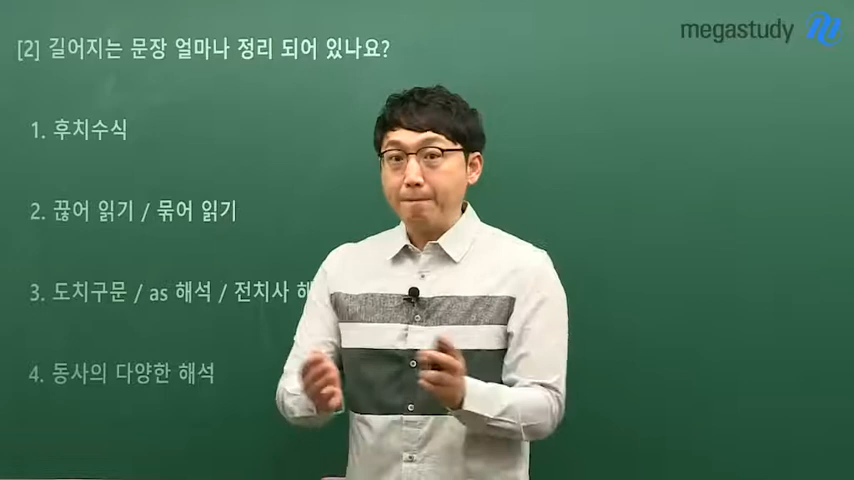 megastudy
[2] 길어지는 문장 얼마나 정리 되어 있나요?
1. 후치수식
2. 끊어 읽기 / 묶어 읽기
3. 도치구문 / as 해석 / 전치사
4. 동사의 다양한 해석